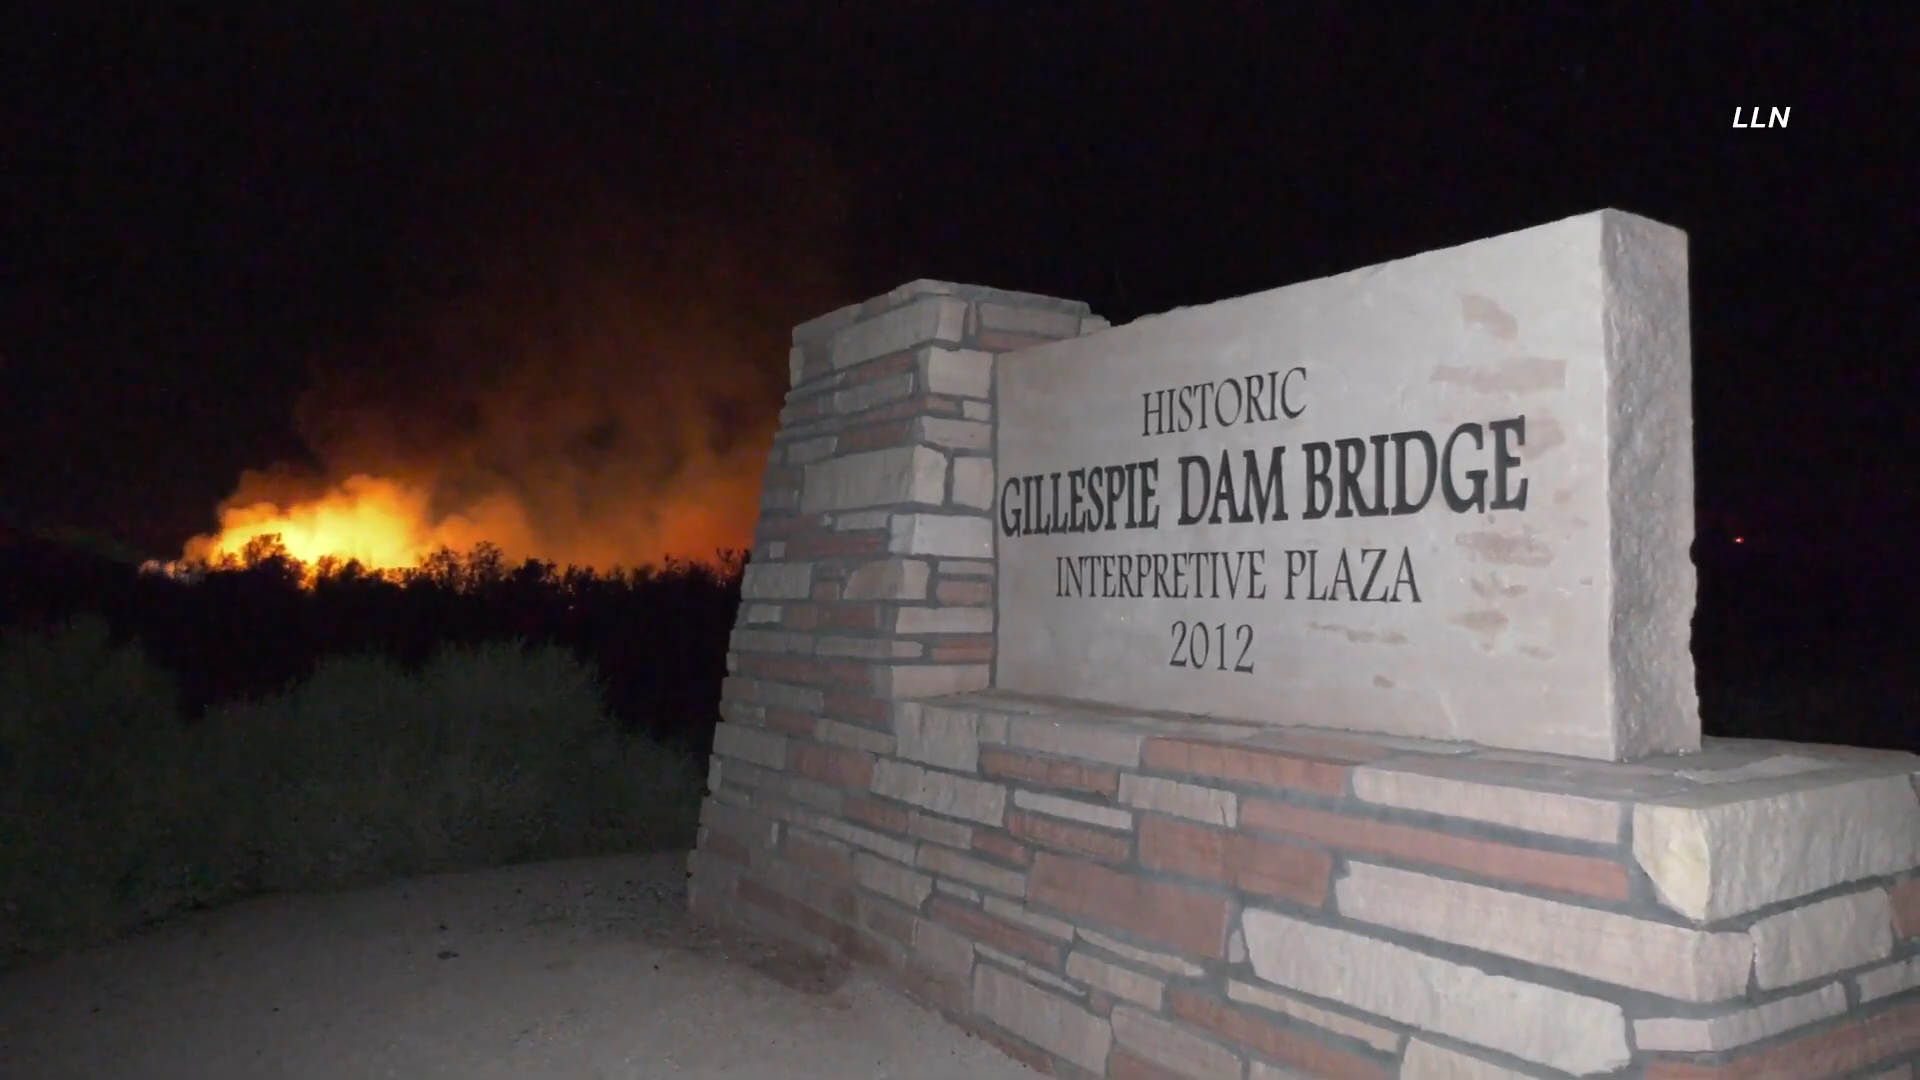 LLN
HISTORIC
GILLESPIE DAM BRIDGE
INTERPRETIVE PLAZA
2012